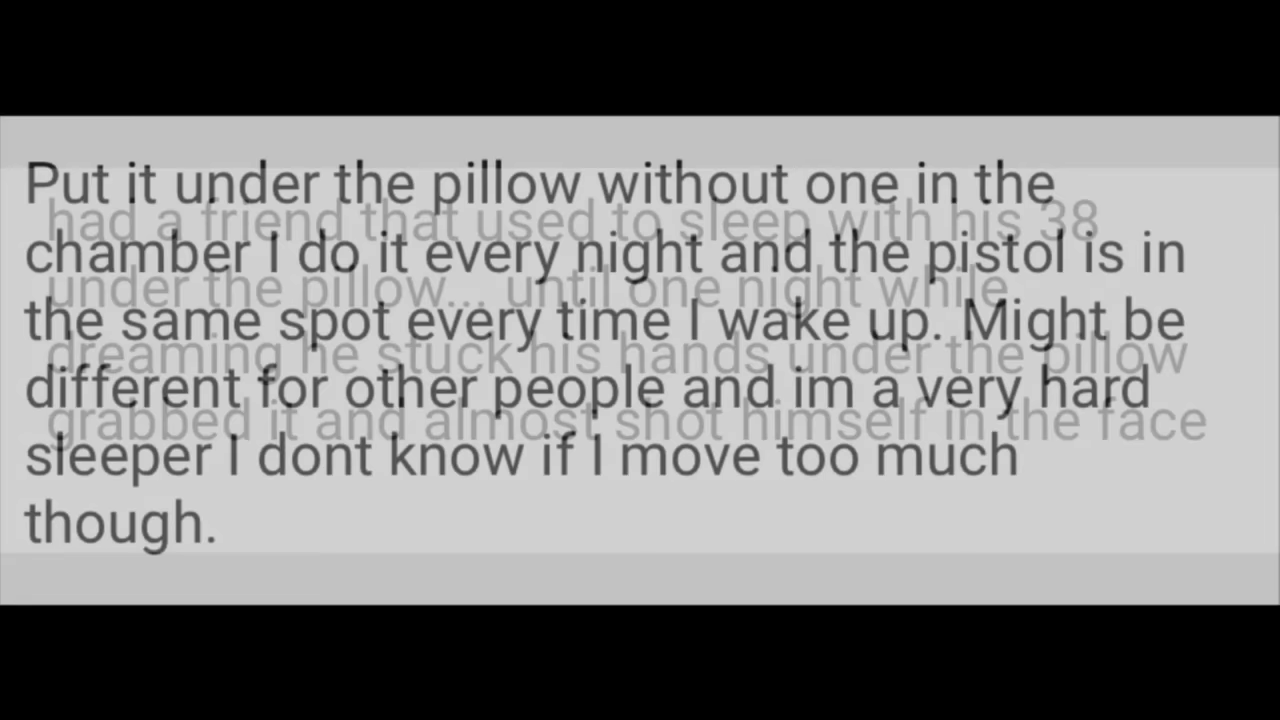 Put it under the pillow without one in the
chamber I do it every night and the pistol is in
the same spot every time I wake up. Might be
different for other people and im a very hard
sleeper I dont know if I move too much
though.
had a friend that used to sleep with his 38
under the pillow... until one night while
dreaming he stuck his hands under the pillow
grabbed it and almost shot himself in the face